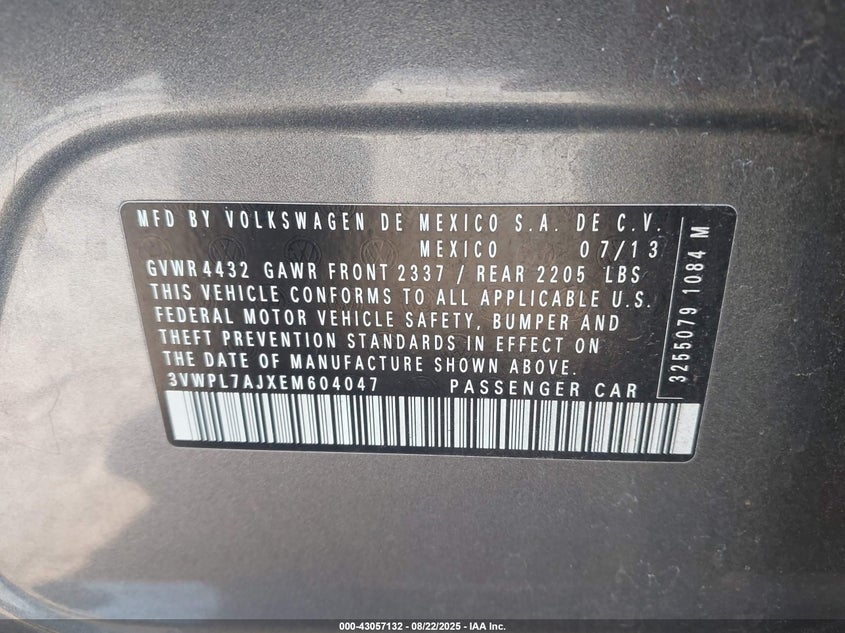 MFD BY VOLKSWAGEN DE MEXICO S.A. DE C.V.
MEXICO 07/13
GVWR 4432 GAWR FRONT 2337 / REAR 2205 LBS
THIS VEHICLE CONFORMS TO ALL APPLICABLE U.S.
FEDERAL MOTOR VEHICLE SAFETY, BUMPER AND
THEFT PREVENTION STANDARDS IN EFFECT ON
THE DATE OF MANUFACTURE SHOWN ABOVE.
3VWPL7AJXEM604047 PASSENGER CAR
3255079 1084 M
000-43057132 - 08/22/2025 - IAA Inc.